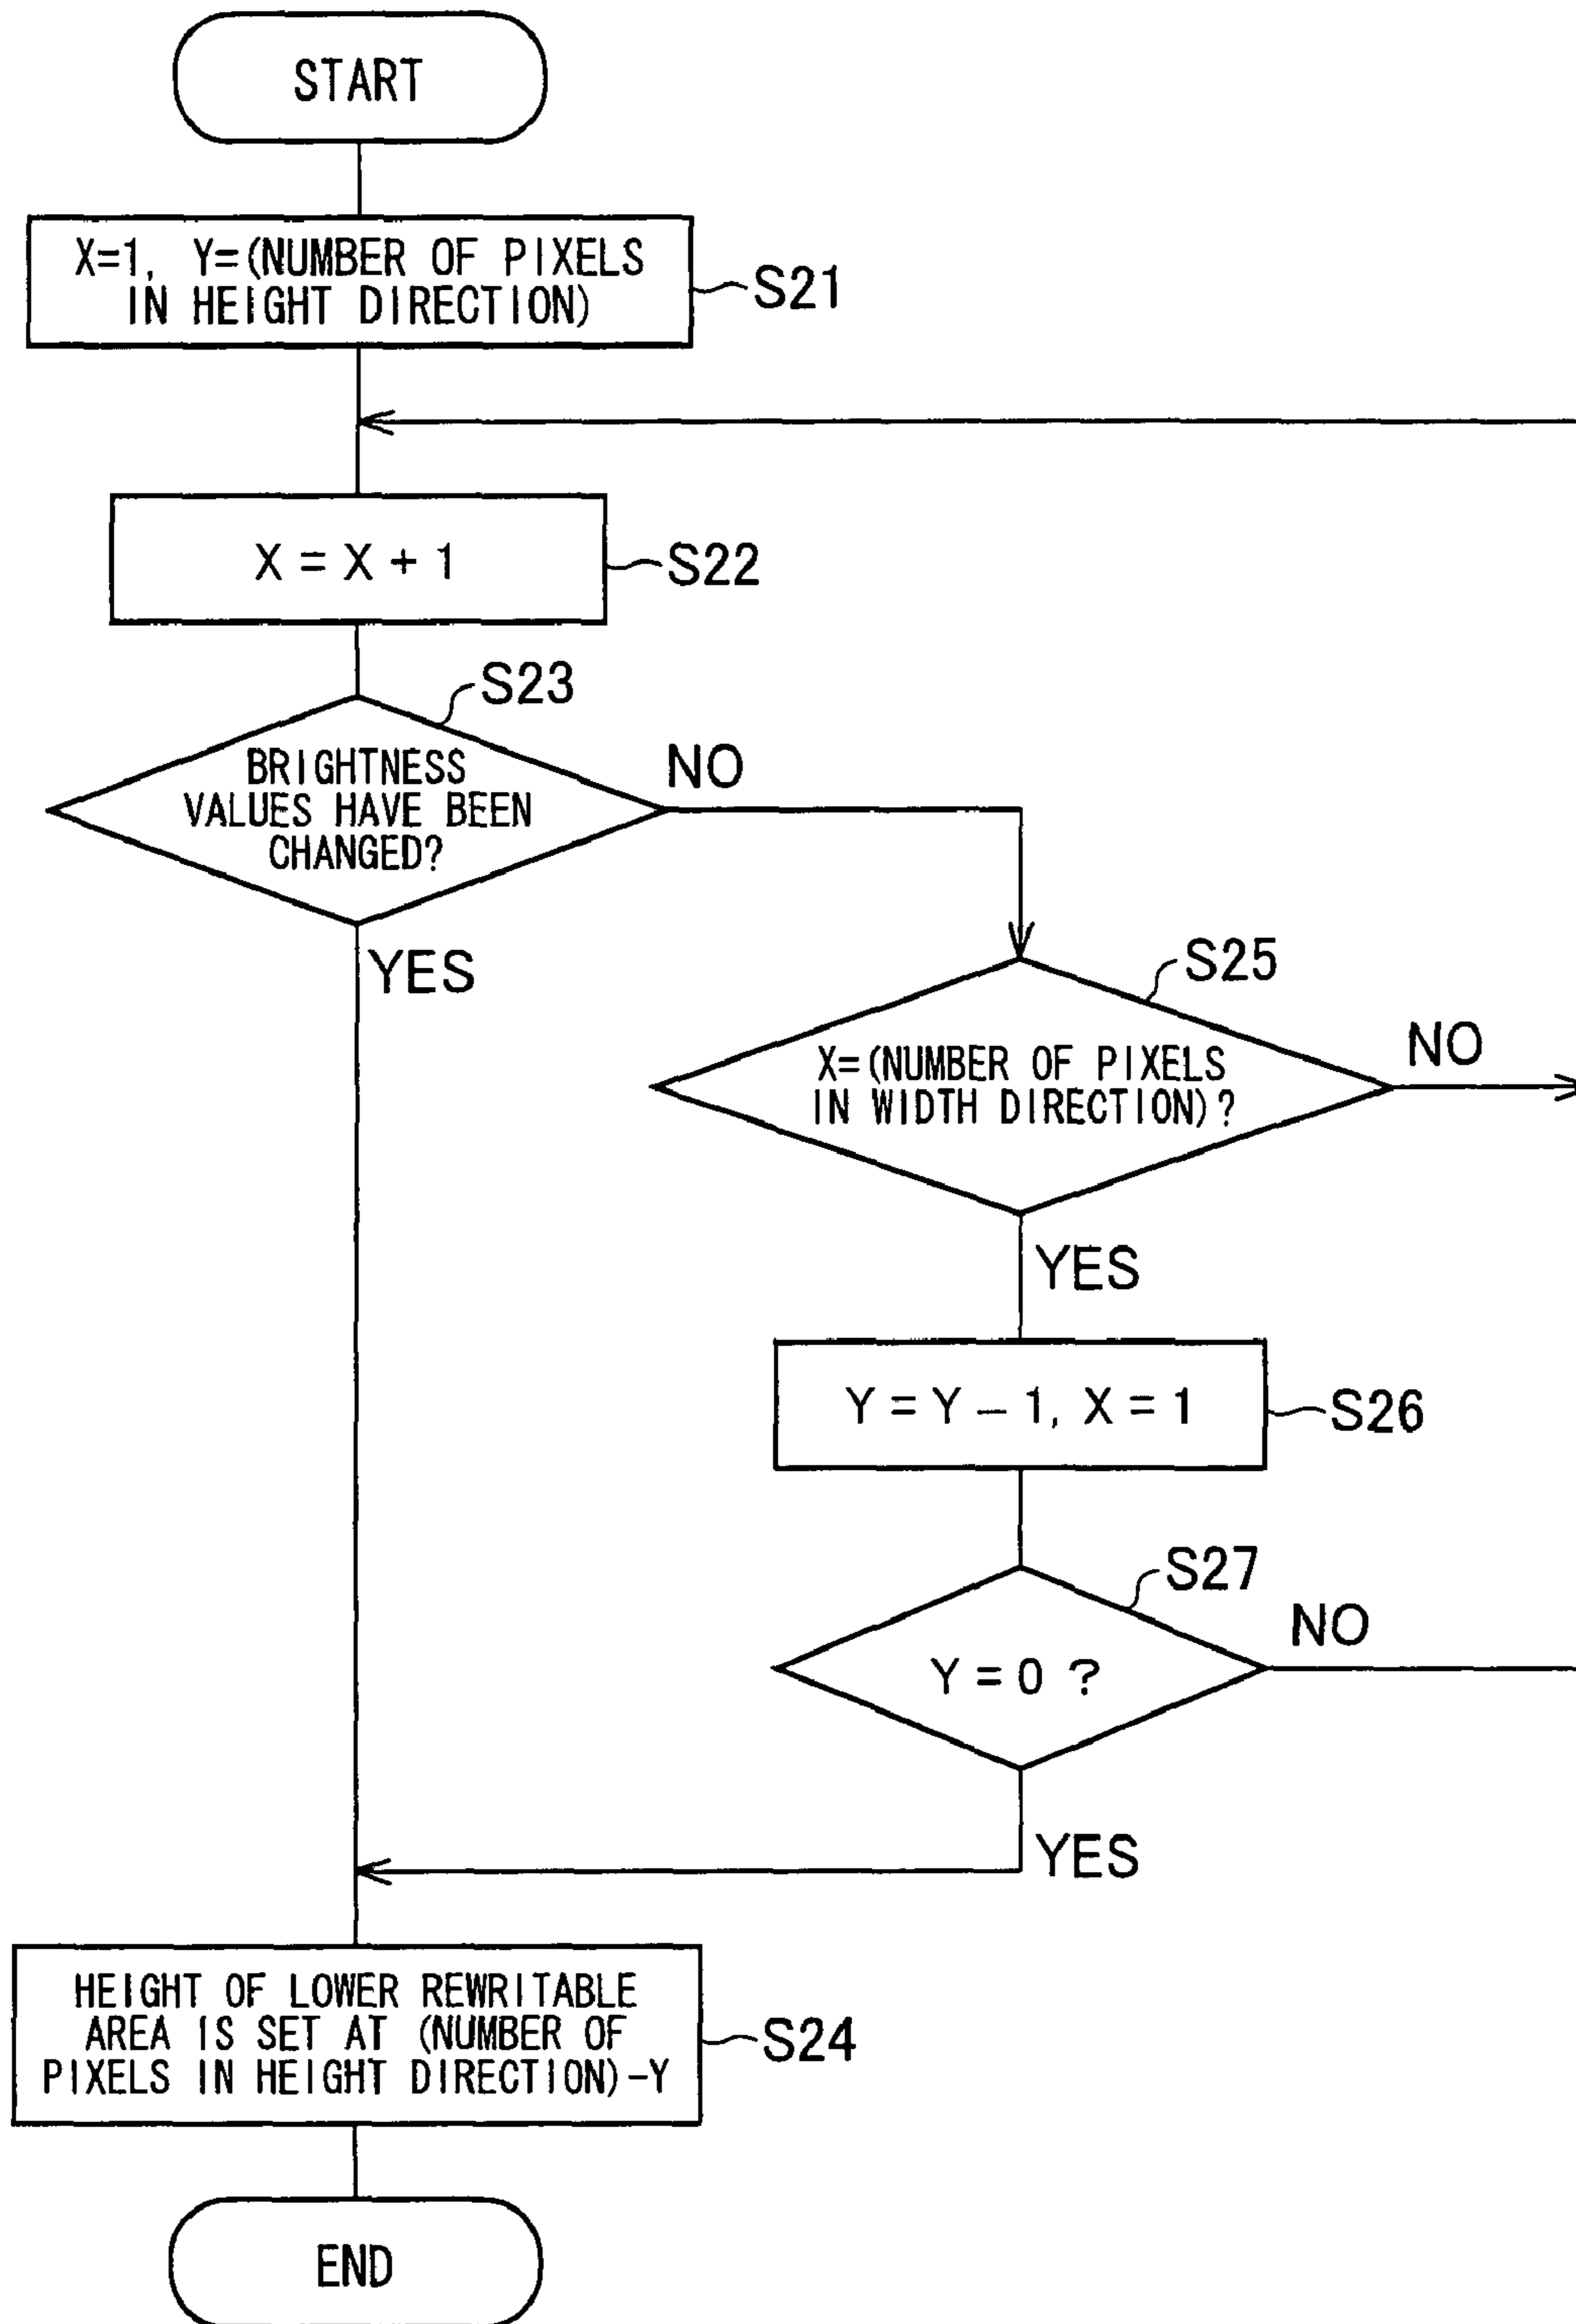 START
X=1, Y=(NUMBER OF PIXELS
IN HEIGHT DIRECTION)
S21
X = X + 1
S22
S23
BRIGHTNESS
VALUES HAVE BEEN
CHANGED?
NO
YES
S25
X=(NUMBER OF PIXELS
IN WIDTH DIRECTION)?
NO
YES
Y = Y − 1, X = 1
S26
S27
Y = 0 ?
NO
YES
HEIGHT OF LOWER REWRITABLE
AREA IS SET AT (NUMBER OF
PIXELS IN HEIGHT DIRECTION)-Y
S24
END